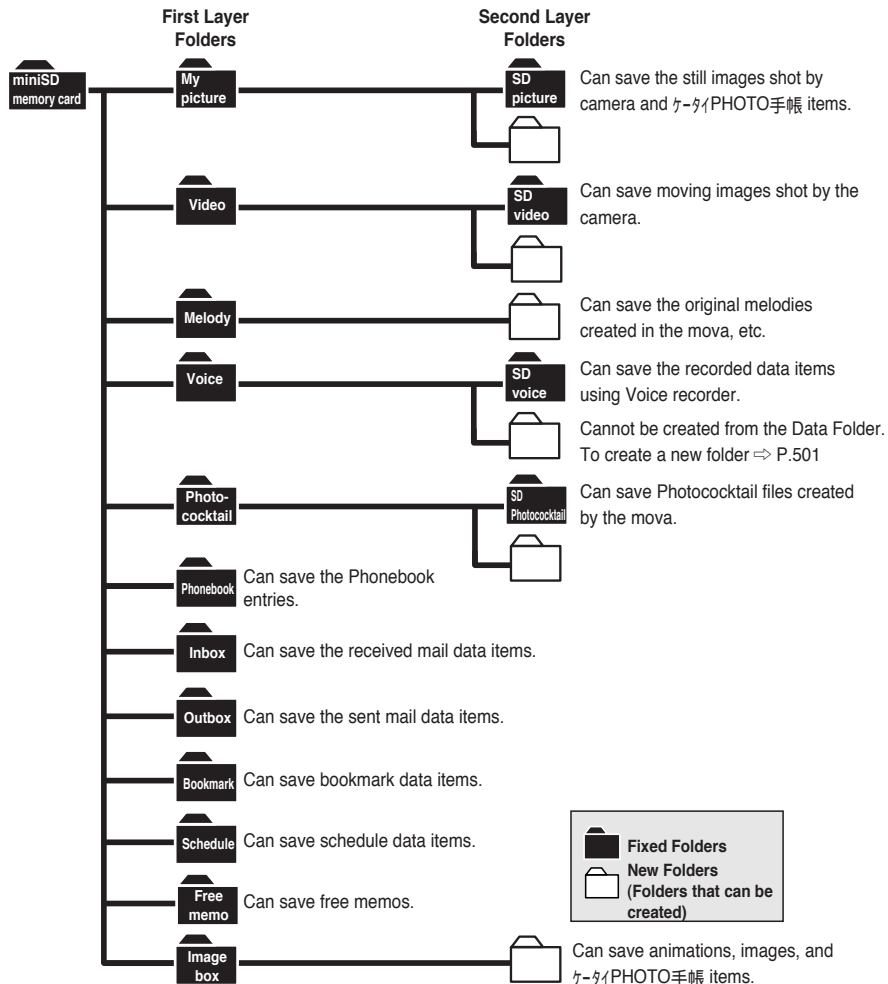 First Layer
Folders
Second Layer
Folders
miniSD
memory card
My
picture
SD
picture
Can save the still images shot by
camera and ｹｰﾀｲPHOTO手帳 items.
Video
SD
video
Can save moving images shot by the
camera.
Melody
Can save the original melodies
created in the mova, etc.
Voice
SD
voice
Can save the recorded data items
using Voice recorder.
Cannot be created from the Data Folder.
To create a new folder ⇨ P.501
Photo-
cocktail
SD
Photococktail
Can save Photococktail files created
by the mova.
Phonebook
Can save the Phonebook
entries.
Inbox
Can save the received mail data items.
Outbox
Can save the sent mail data items.
Bookmark
Can save bookmark data items.
Schedule
Can save schedule data items.
Free
memo
Can save free memos.
Fixed Folders
New Folders
(Folders that can be
created)
Image
box
Can save animations, images, and
ｹｰﾀｲPHOTO手帳 items.